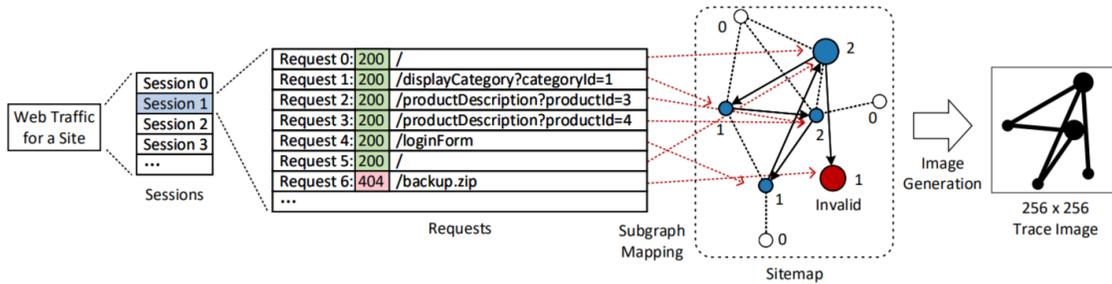 Web Traffic
for a Site
Session 0
Session 1
Session 2
Session 3
...
Sessions
Request 0: 200 /
Request 1: 200 /displayCategory?categoryId=1
Request 2: 200 /productDescription?productId=3
Request 3: 200 /productDescription?productId=4
Request 4: 200 /loginForm
Request 5: 200 /
Request 6: 404 /backup.zip
...
Requests
Subgraph
Mapping
0
2
1
2
0
1
1
Invalid
0
Sitemap
Image
Generation
256 x 256
Trace Image